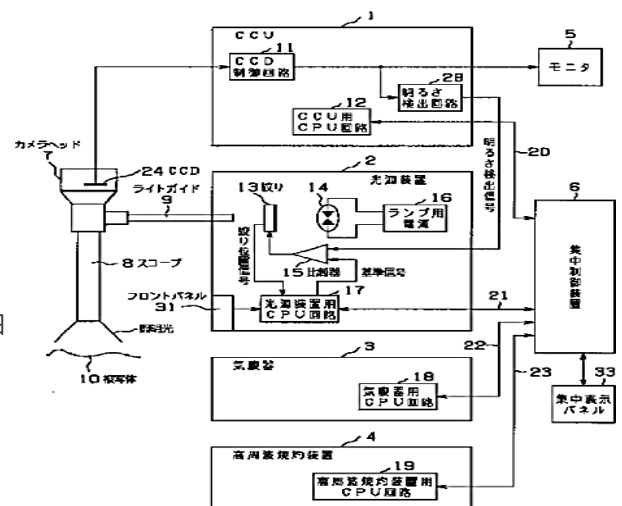 1
CCU
11
CCD
制御回路
28
明るさ
検出回路
12
CCU用
CPU回路
5
モニタ
カメラヘッド
7
24 CCD
ライトガイド
9
明るさ検出信号
20
2
光源装置
13 絞り
14
16
ランプ用
電源
6
集中制御装置
8 スコープ
絞り位置信号
15 比較器
基準信号
17
光源装置用
CPU回路
フロントパネル
31
照明光
10 被写体
21
22
23
3
気腹器
18
気腹器用
CPU回路
33
集中表示
パネル
4
高周波焼灼装置
19
高周波焼灼装置用
CPU回路